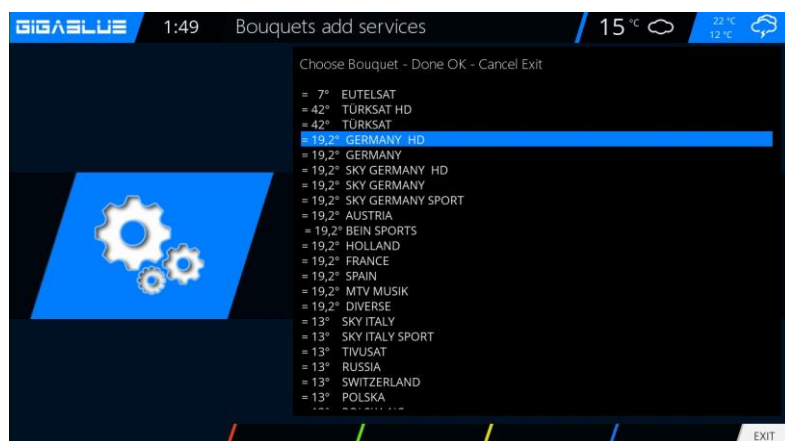 GIGABLUE 1:49 Bouquets add services 15 °C 22 °C
12 °C
Choose Bouquet - Done OK - Cancel Exit
= 7° EUTELSAT
= 42° TÜRKSAT HD
= 42° TÜRKSAT
= 19,2° GERMANY HD
= 19,2° GERMANY
= 19,2° SKY GERMANY HD
= 19,2° SKY GERMANY
= 19,2° SKY GERMANY SPORT
= 19,2° AUSTRIA
= 19,2° BEIN SPORTS
= 19,2° HOLLAND
= 19,2° FRANCE
= 19,2° SPAIN
= 19,2° MTV MUSIK
= 19,2° DIVERSE
= 13° SKY ITALY
= 13° SKY ITALY SPORT
= 13° TIVUSAT
= 13° RUSSIA
= 13° SWITZERLAND
= 13° POLSKA
EXIT